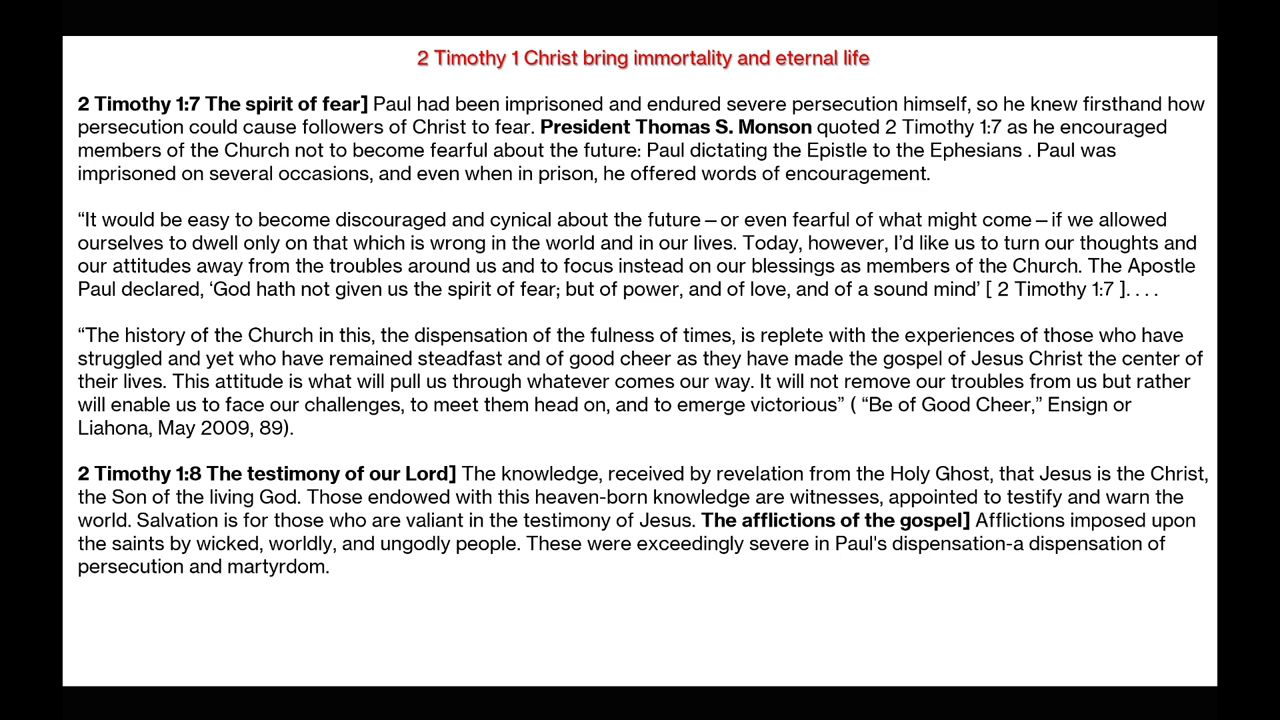 2 Timothy 1 Christ bring immortality and eternal life
2 Timothy 1:7 The spirit of fear] Paul had been imprisoned and endured severe persecution himself, so he knew firsthand how
persecution could cause followers of Christ to fear. President Thomas S. Monson quoted 2 Timothy 1:7 as he encouraged
members of the Church not to become fearful about the future: Paul dictating the Epistle to the Ephesians . Paul was
imprisoned on several occasions, and even when in prison, he offered words of encouragement.
“It would be easy to become discouraged and cynical about the future – or even fearful of what might come – if we allowed
ourselves to dwell only on that which is wrong in the world and in our lives. Today, however, I’d like us to turn our thoughts and
our attitudes away from the troubles around us and to focus instead on our blessings as members of the Church. The Apostle
Paul declared, ‘God hath not given us the spirit of fear; but of power, and of love, and of a sound mind’ [ 2 Timothy 1:7 ]. . . .
“The history of the Church in this, the dispensation of the fulness of times, is replete with the experiences of those who have
struggled and yet who have remained steadfast and of good cheer as they have made the gospel of Jesus Christ the center of
their lives. This attitude is what will pull us through whatever comes our way. It will not remove our troubles from us but rather
will enable us to face our challenges, to meet them head on, and to emerge victorious” ( “Be of Good Cheer,” Ensign or
Liahona, May 2009, 89).
2 Timothy 1:8 The testimony of our Lord] The knowledge, received by revelation from the Holy Ghost, that Jesus is the Christ,
the Son of the living God. Those endowed with this heaven-born knowledge are witnesses, appointed to testify and warn the
world. Salvation is for those who are valiant in the testimony of Jesus. The afflictions of the gospel] Afflictions imposed upon
the saints by wicked, worldly, and ungodly people. These were exceedingly severe in Paul's dispensation-a dispensation of
persecution and martyrdom.